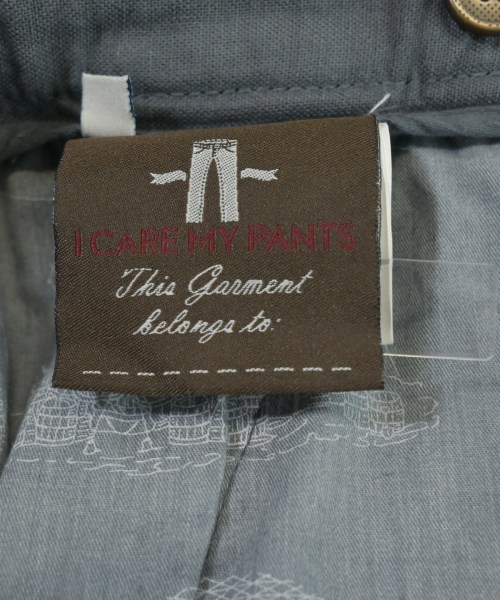 I CARE MY PANTS
This Garment
belongs to: